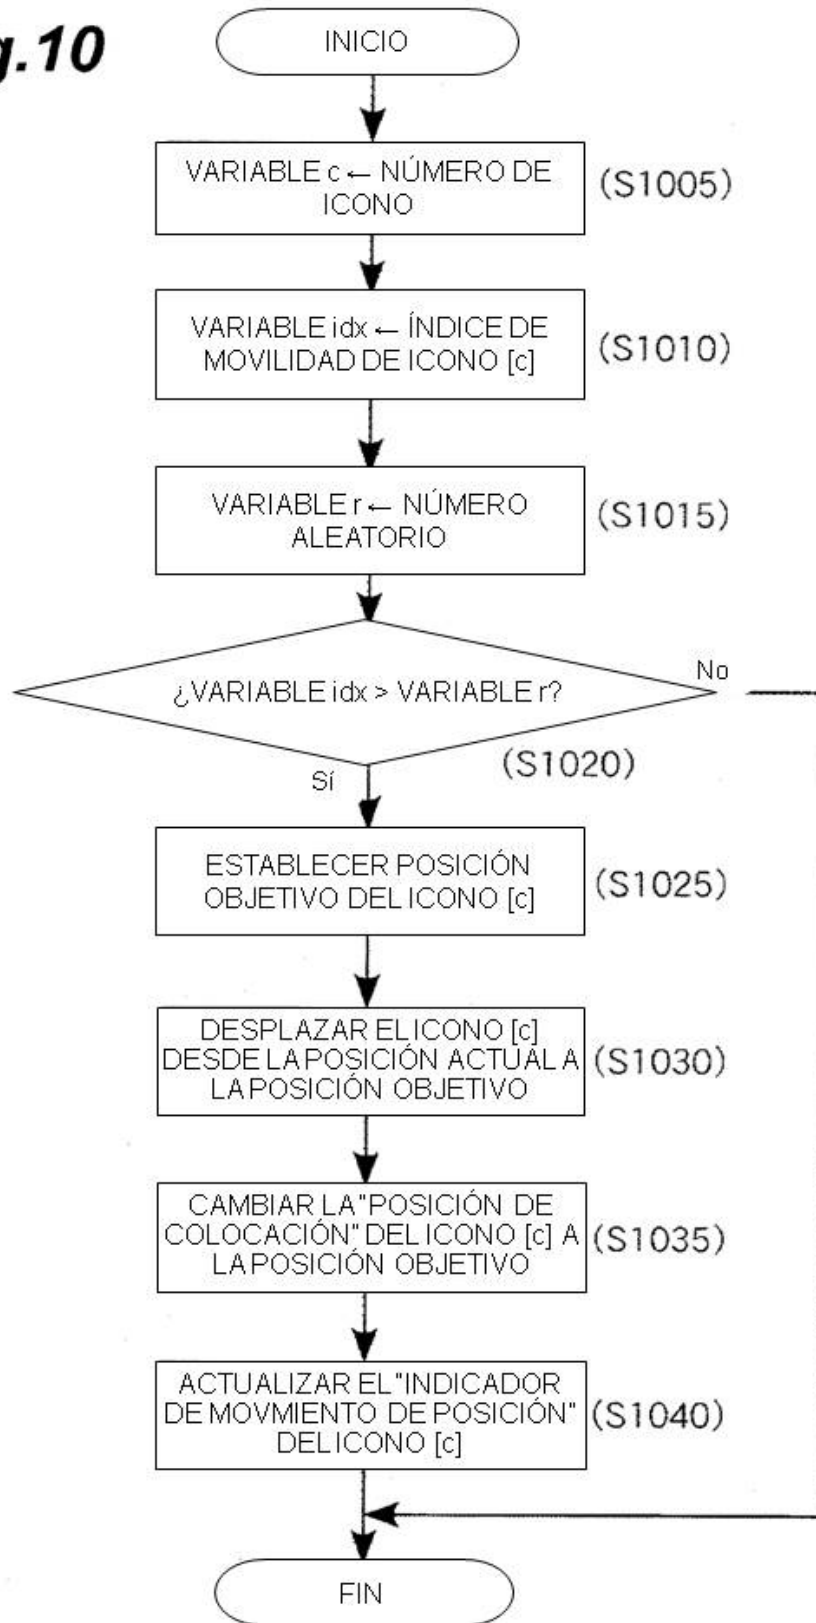 g.10
INICIO
VARIABLE c ← NÚMERO DE
ICONO
(S1005)
VARIABLE idx ← ÍNDICE DE
MOVILIDAD DE ICONO [c]
(S1010)
VARIABLE r ← NÚMERO
ALEATORIO
(S1015)
¿VARIABLE idx > VARIABLE r?
No
(S1020)
Sí
ESTABLECER POSICIÓN
OBJETIVO DEL ICONO [c]
(S1025)
DESPLAZAR EL ICONO [c]
DESDE LA POSICIÓN ACTUAL A
LA POSICIÓN OBJETIVO
(S1030)
CAMBIAR LA "POSICIÓN DE
COLOCACIÓN" DEL ICONO [c] A
LA POSICIÓN OBJETIVO
(S1035)
ACTUALIZAR EL "INDICADOR
DE MOVMIENTO DE POSICIÓN"
DEL ICONO [c]
(S1040)
FIN